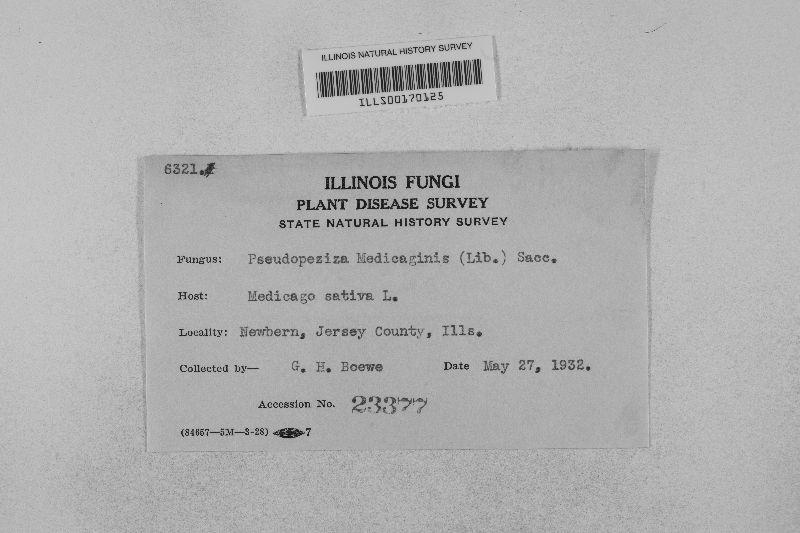 ILLINOIS NATURAL HISTORY SURVEY
ILLS00170125
6321.
ILLINOIS FUNGI
PLANT DISEASE SURVEY
STATE NATURAL HISTORY SURVEY
Fungus: Pseudopeziza Medicaginis (Lib.) Sacc.
Host: Medicago sativa L.
Locality: Newbern, Jersey County, Ills.
Collected by— G. H. Boewe Date May 27, 1932.
Accession No. 23377
(84657—5M—3-28) 7